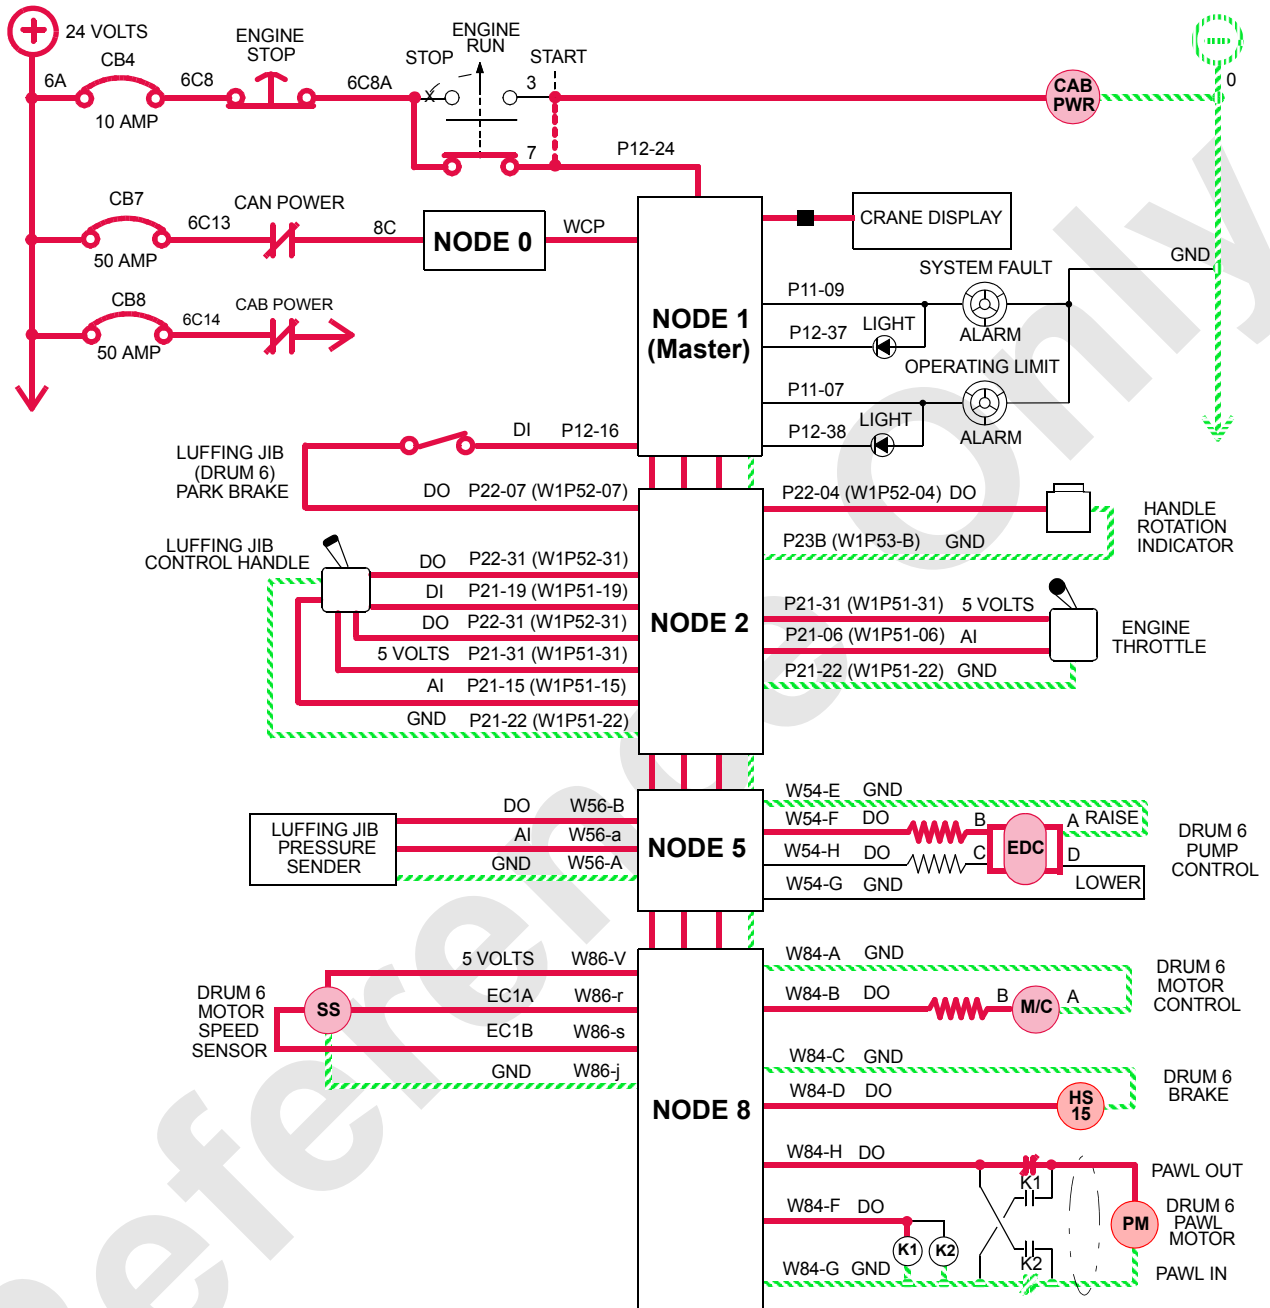 24 VOLTS
6A
CB4
10 AMP
6C8
ENGINE
STOP
6C8A
STOP
ENGINE
RUN
START
3
7
P12-24
CAB
PWR
0
CB7
50 AMP
6C13
CAN POWER
8C
NODE 0
WCP
CB8
50 AMP
6C14
CAB POWER
NODE 1
(Master)
CRANE DISPLAY
GND
SYSTEM FAULT
P11-09
LIGHT
P12-37
ALARM
OPERATING LIMIT
P11-07
LIGHT
P12-38
ALARM
LUFFING JIB
(DRUM 6)
PARK BRAKE
DI P12-16
DO P22-07 (W1P52-07)
LUFFING JIB
CONTROL HANDLE
DO P22-31 (W1P52-31)
DI P21-19 (W1P51-19)
DO P22-31 (W1P52-31)
5 VOLTS P21-31 (W1P51-31)
AI P21-15 (W1P51-15)
GND P21-22 (W1P51-22)
NODE 2
P22-04 (W1P52-04) DO
P23B (W1P53-B) GND
HANDLE
ROTATION
INDICATOR
P21-31 (W1P51-31) 5 VOLTS
P21-06 (W1P51-06) AI
P21-22 (W1P51-22) GND
ENGINE
THROTTLE
LUFFING JIB
PRESSURE
SENDER
DO W56-B
AI W56-a
GND W56-A
NODE 5
W54-E GND
W54-F DO
W54-H DO
W54-G GND
B
C
EDC
A RAISE
D
LOWER
DRUM 6
PUMP
CONTROL
DRUM 6
MOTOR
SPEED
SENSOR
SS
5 VOLTS W86-V
EC1A W86-r
EC1B W86-s
GND W86-j
NODE 8
W84-A GND
W84-B DO
B
M/C
A
DRUM 6
MOTOR
CONTROL
W84-C GND
W84-D DO
HS
15
DRUM 6
BRAKE
W84-H DO
K1
PAWL OUT
W84-F DO
K1
K2
K2
PM
DRUM 6
PAWL
MOTOR
W84-G GND
PAWL IN
Reference Only